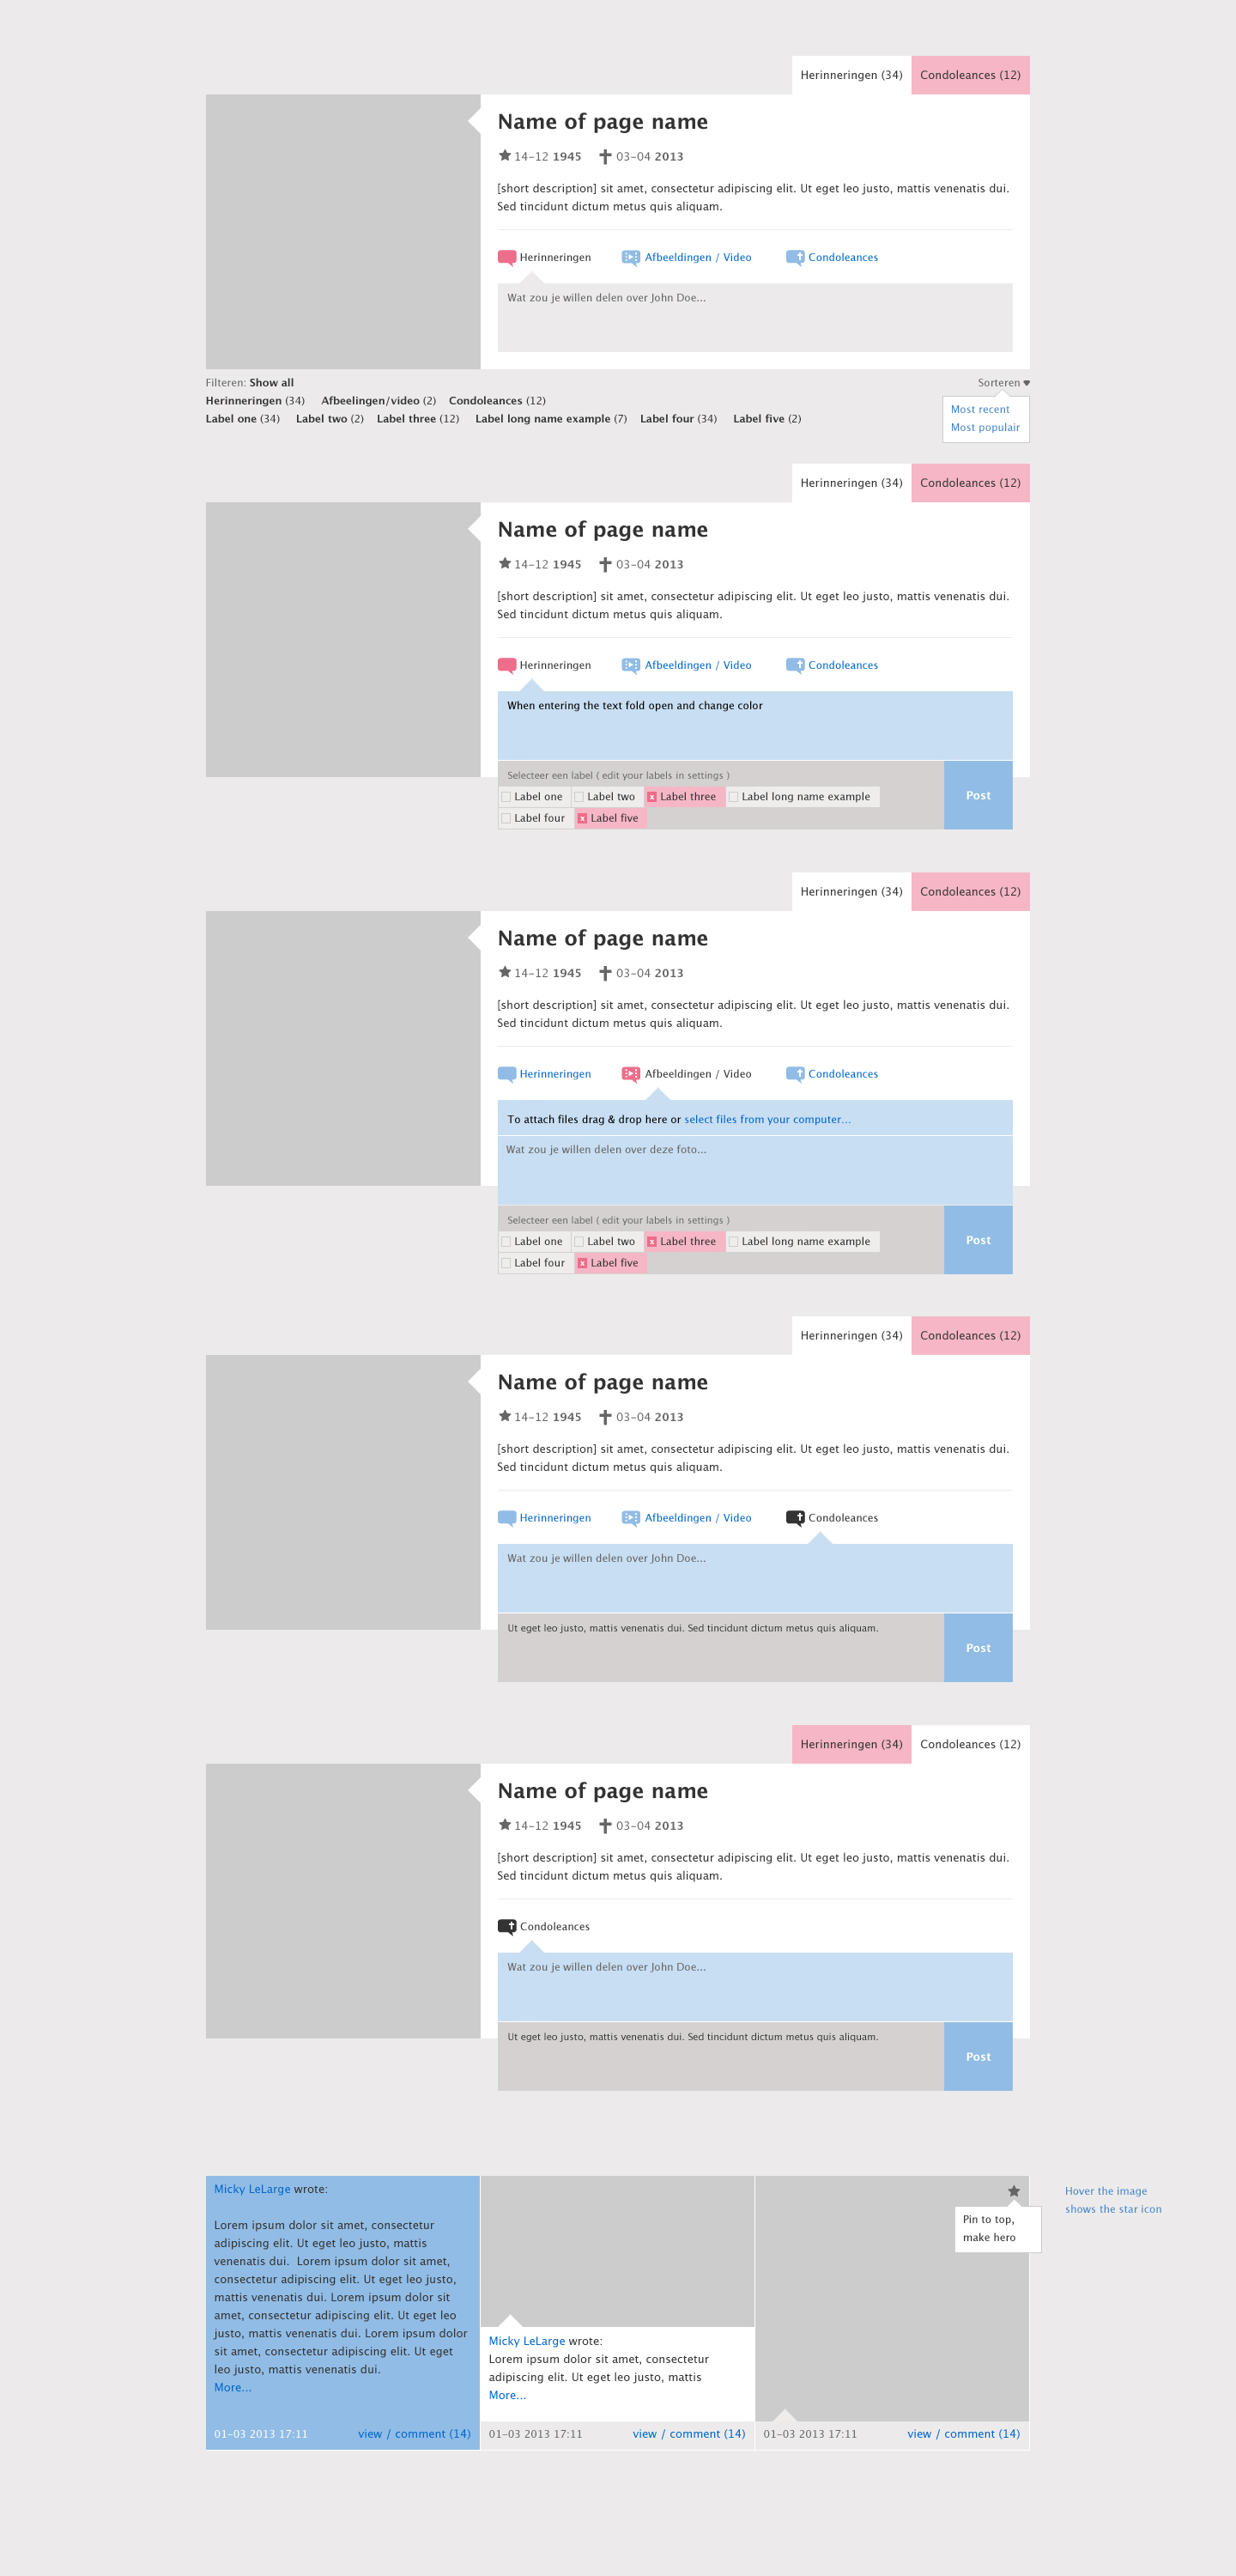 Herinneringen (34) Condoleances (12)
Name of page name
14-12 1945 03-04 2013
[short description] sit amet, consectetur adipiscing elit. Ut eget leo justo, mattis venenatis dui.
Sed tincidunt dictum metus quis aliquam.
Herinneringen Afbeeldingen / Video Condoleances
Wat zou je willen delen over John Doe...
Filteren: Show all Sorteren
Herinneringen (34) Afbeelingen/video (2) Condoleances (12)
Label one (34) Label two (2) Label three (12) Label long name example (7) Label four (34) Label five (2)
Most recent
Most populair
Herinneringen (34) Condoleances (12)
Name of page name
14-12 1945 03-04 2013
[short description] sit amet, consectetur adipiscing elit. Ut eget leo justo, mattis venenatis dui.
Sed tincidunt dictum metus quis aliquam.
Herinneringen Afbeeldingen / Video Condoleances
When entering the text fold open and change color
Selecteer een label ( edit your labels in settings )
Label one Label two x Label three Label long name example
Label four x Label five
Post
Herinneringen (34) Condoleances (12)
Name of page name
14-12 1945 03-04 2013
[short description] sit amet, consectetur adipiscing elit. Ut eget leo justo, mattis venenatis dui.
Sed tincidunt dictum metus quis aliquam.
Herinneringen Afbeeldingen / Video Condoleances
To attach files drag & drop here or select files from your computer...
Wat zou je willen delen over deze foto...
Selecteer een label ( edit your labels in settings )
Label one Label two x Label three Label long name example
Label four x Label five
Post
Herinneringen (34) Condoleances (12)
Name of page name
14-12 1945 03-04 2013
[short description] sit amet, consectetur adipiscing elit. Ut eget leo justo, mattis venenatis dui.
Sed tincidunt dictum metus quis aliquam.
Herinneringen Afbeeldingen / Video Condoleances
Wat zou je willen delen over John Doe...
Ut eget leo justo, mattis venenatis dui. Sed tincidunt dictum metus quis aliquam.
Post
Herinneringen (34) Condoleances (12)
Name of page name
14-12 1945 03-04 2013
[short description] sit amet, consectetur adipiscing elit. Ut eget leo justo, mattis venenatis dui.
Sed tincidunt dictum metus quis aliquam.
Condoleances
Wat zou je willen delen over John Doe...
Ut eget leo justo, mattis venenatis dui. Sed tincidunt dictum metus quis aliquam.
Post
Micky LeLarge wrote:
Lorem ipsum dolor sit amet, consectetur
adipiscing elit. Ut eget leo justo, mattis
venenatis dui. Lorem ipsum dolor sit amet,
consectetur adipiscing elit. Ut eget leo justo,
mattis venenatis dui. Lorem ipsum dolor sit
amet, consectetur adipiscing elit. Ut eget leo
justo, mattis venenatis dui. Lorem ipsum dolor
sit amet, consectetur adipiscing elit. Ut eget
leo justo, mattis venenatis dui.
More...
01-03 2013 17:11 view / comment (14)
Micky LeLarge wrote:
Lorem ipsum dolor sit amet, consectetur
adipiscing elit. Ut eget leo justo, mattis
More...
01-03 2013 17:11 view / comment (14)
Pin to top,
make hero
01-03 2013 17:11 view / comment (14)
Hover the image
shows the star icon